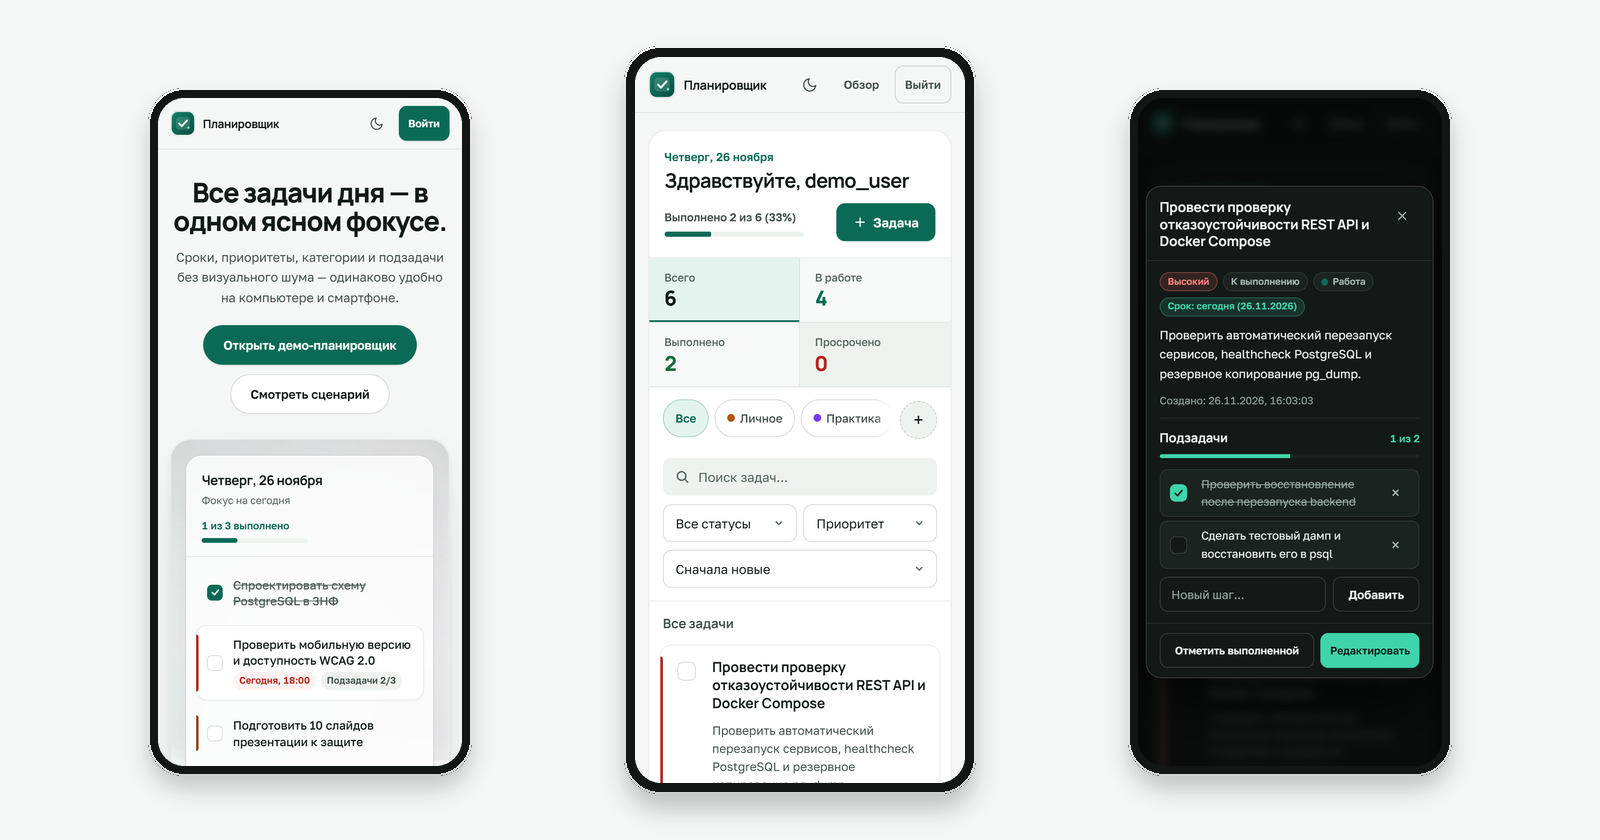 Планировщик
Войти
Все задачи дня — в
одном ясном фокусе.
Сроки, приоритеты, категории и подзадачи
без визуального шума — одинаково удобно
на компьютере и смартфоне.
Открыть демо-планировщик
Смотреть сценарий
Четверг, 26 ноября
Фокус на сегодня
1 из 3 выполнено
Спроектировать схему
PostgreSQL в 3НФ
Проверить мобильную версию
и доступность WCAG 2.0
Сегодня, 18:00 Подзадачи 2/3
Подготовить 10 слайдов
презентации к защите
Планировщик
Обзор
Выйти
Четверг, 26 ноября
Здравствуйте, demo_user
Выполнено 2 из 6 (33%)
+ Задача
Всего
6
В работе
4
Выполнено
2
Просрочено
0
Все
Личное
Практика
+
Поиск задач...
Все статусы
Приоритет
Сначала новые
Все задачи
Провести проверку
отказоустойчивости REST API и
Docker Compose
Проверить автоматический
перезапуск сервисов, healthcheck
PostgreSQL и резервное
Провести проверку
отказоустойчивости REST API и
Docker Compose
Высокий
К выполнению
Работа
Срок: сегодня (26.11.2026)
Проверить автоматический перезапуск
сервисов, healthcheck PostgreSQL и
резервное копирование pg_dump.
Создано: 26.11.2026, 16:03:03
Подзадачи
1 из 2
Проверить восстановление
после перезапуска backend
Сделать тестовый дамп и
восстановить его в psql
Новый шаг...
Добавить
Отметить выполненной
Редактировать